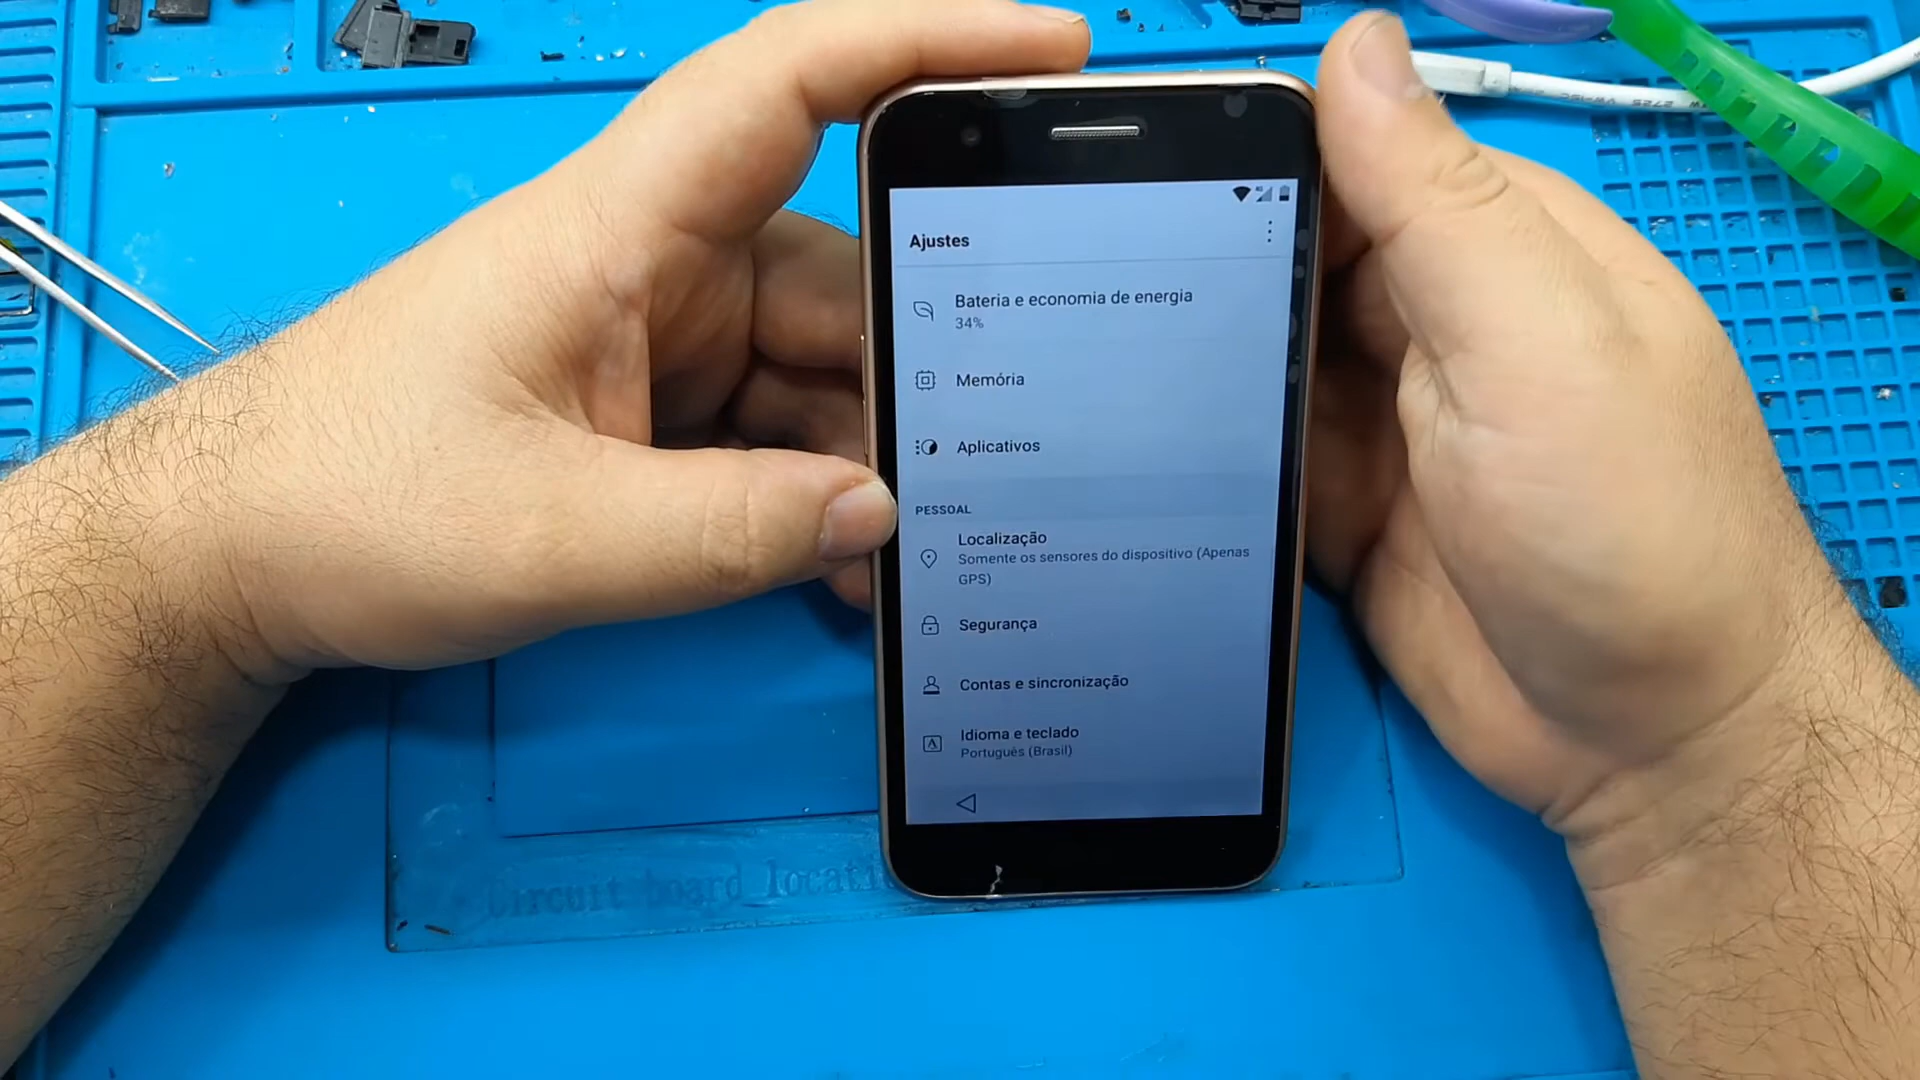 Ajustes
Bateria e economia de energia
34%
Memória
Aplicativos
PESSOAL
Localização
Somente os sensores do dispositivo (Apenas
GPS)
Segurança
Contas e sincronização
Idioma e teclado
Português (Brasil)
Circuit board locati